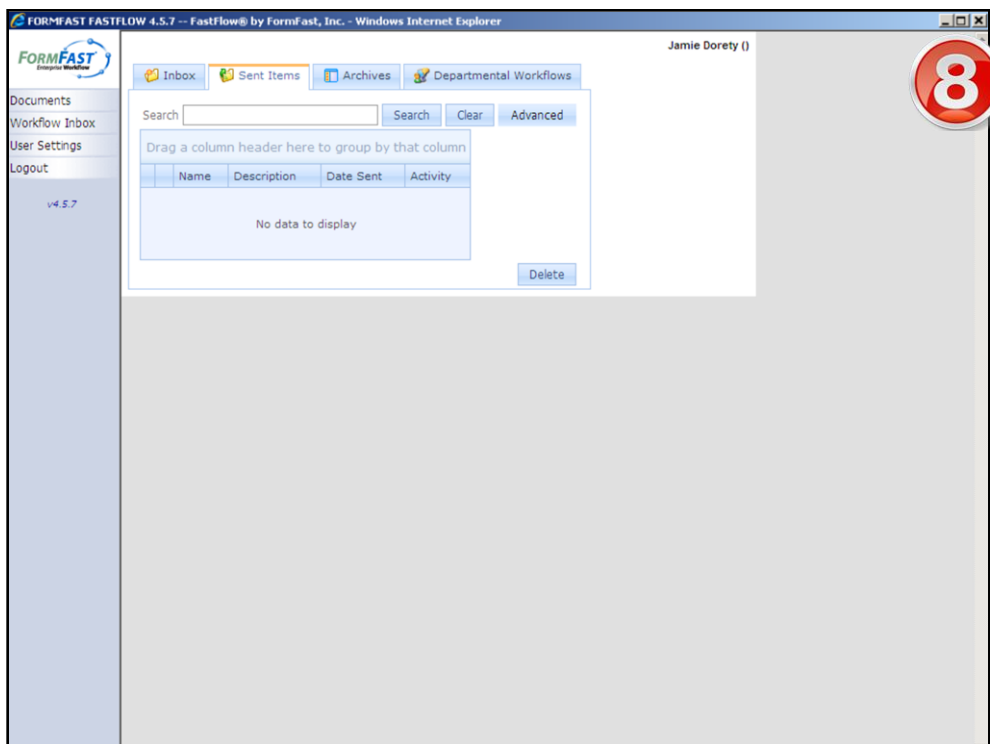 FORMFAST FASTFLOW 4.5.7 -- FastFlow® by FormFast, Inc. - Windows Internet Explorer
FORMFAST
Enterprise Workflow
Jamie Dorety ()
8
Inbox Sent Items Archives Departmental Workflows
Documents
Workflow Inbox
User Settings
Logout
v4.5.7
Search Search Clear Advanced
Drag a column header here to group by that column
Name Description Date Sent Activity
No data to display
Delete